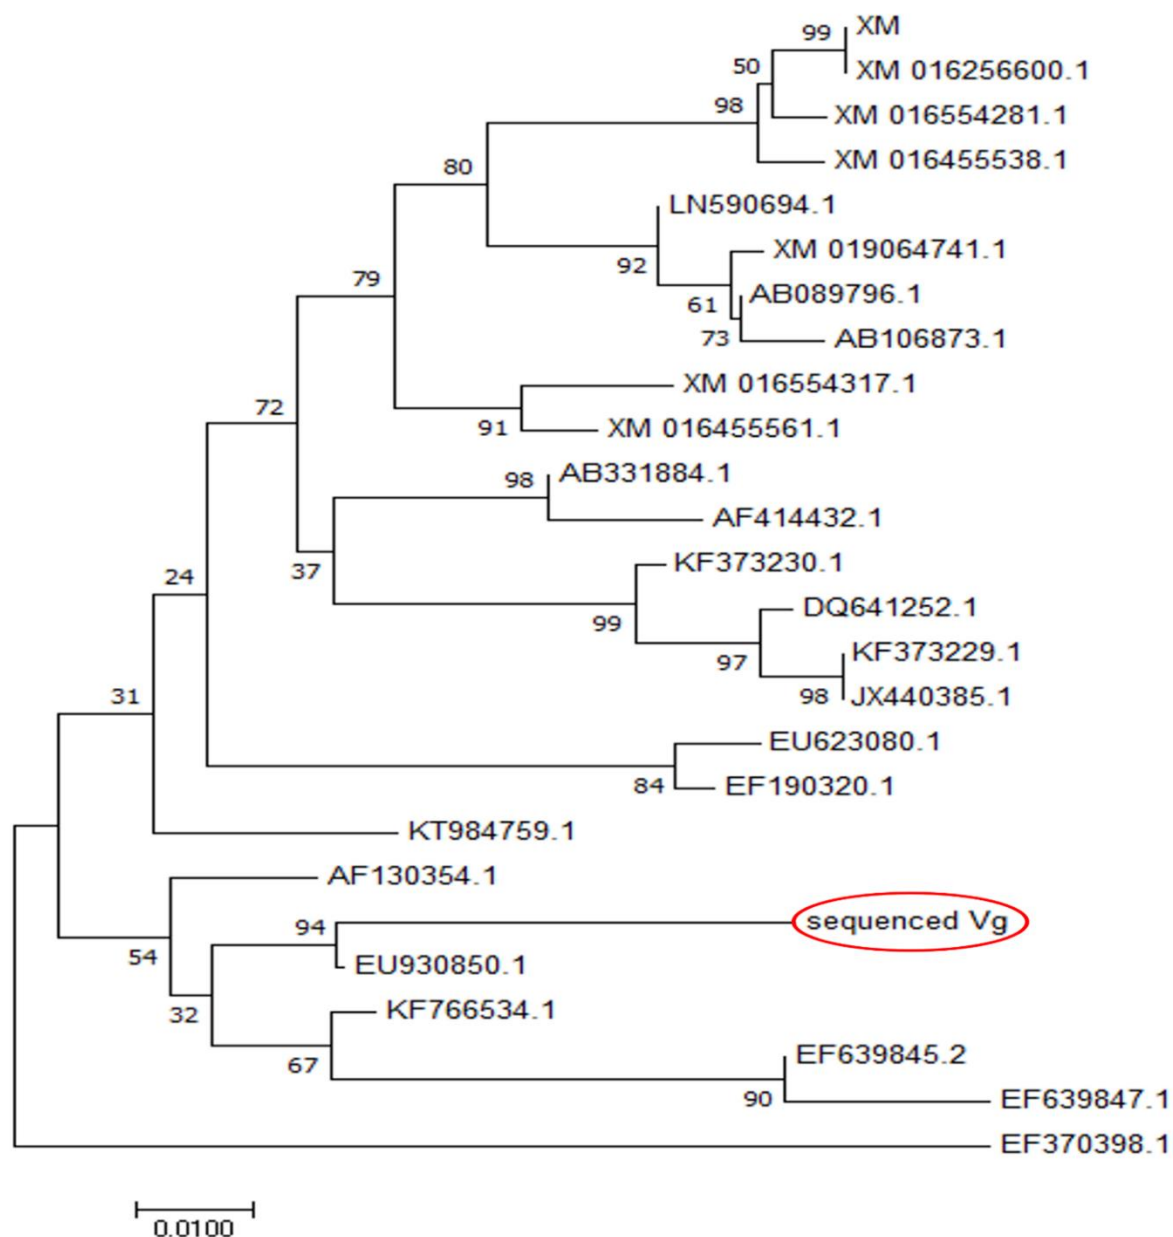 99 XM
XM 016256600.1
50
98
XM 016554281.1
XM 016455538.1
80
LN590694.1
92
XM 019064741.1
79
61
AB089796.1
73
AB106873.1
XM 016554317.1
72
91
XM 016455561.1
98
AB331884.1
AF414432.1
37
KF373230.1
24
99
DQ641252.1
97
KF373229.1
98
JX440385.1
31
EU623080.1
84
EF190320.1
KT984759.1
AF130354.1
94
sequenced Vg
54
EU930850.1
32
KF766534.1
67
EF639845.2
90
EF639847.1
EF370398.1
0.0100